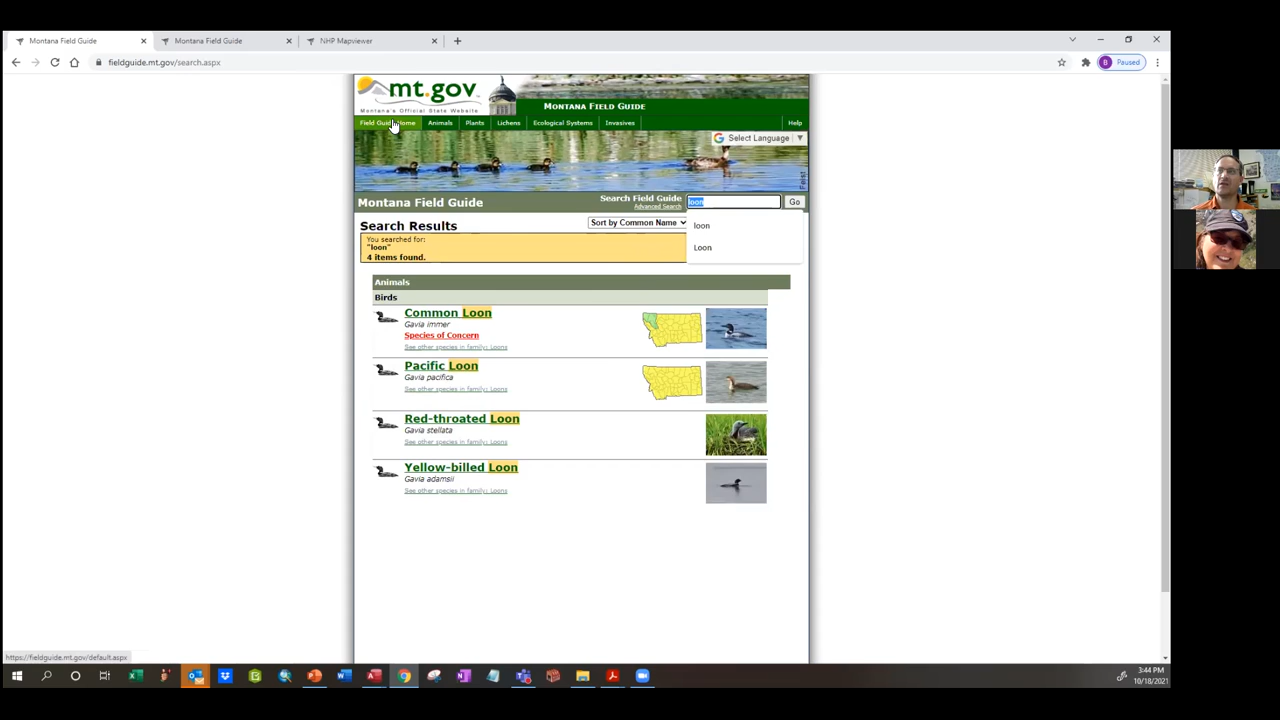 Montana Field Guide
Montana Field Guide
NHP Mapviewer
fieldguide.mt.gov/search.aspx
B
Paused
mt.gov
Montana's Official State Website
MONTANA FIELD GUIDE
Field Guide Home Animals Plants Lichens Ecological Systems Invasives Help
G Select Language ▼
Feist
Montana Field Guide
Search Field Guide
Advanced Search
loon
Go
loon
Loon
Search Results
Sort by Common Name
You searched for:
"loon"
4 items found.
Animals
Birds
Common Loon
Gavia immer
Species of Concern
See other species in family: Loons
Pacific Loon
Gavia pacifica
See other species in family: Loons
Red-throated Loon
Gavia stellata
See other species in family: Loons
Yellow-billed Loon
Gavia adamsii
See other species in family: Loons
https://fieldguide.mt.gov/default.aspx
3:44 PM
10/18/2021